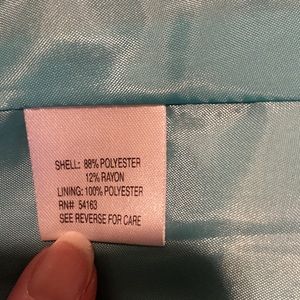 SHELL: 88% POLYESTER
12% RAYON
LINING: 100% POLYESTER
RN# 54163
SEE REVERSE FOR CARE